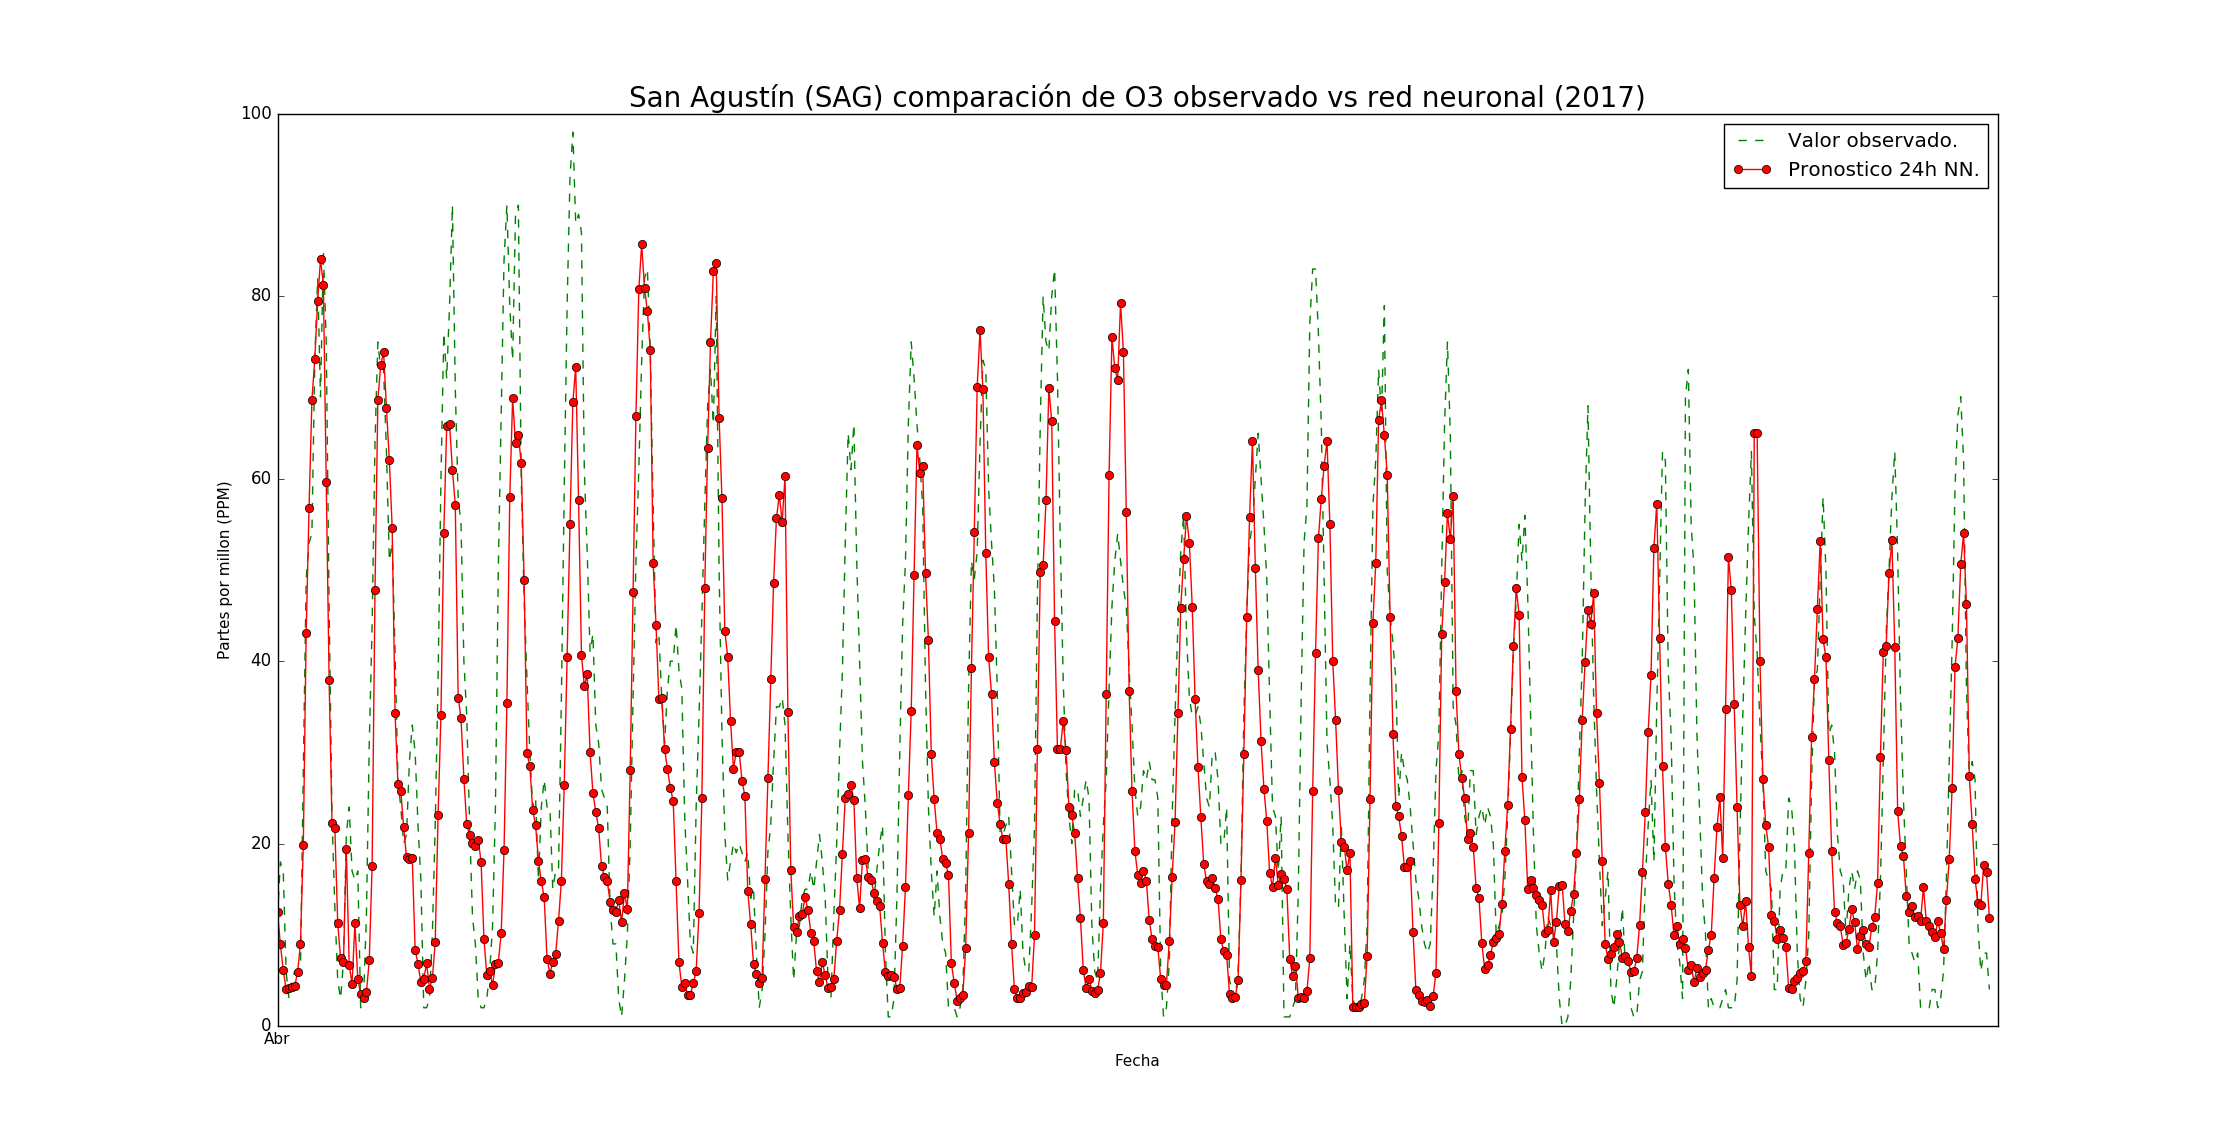 San Agustín (SAG) comparación de O3 observado vs red neuronal (2017)
100
80
60
40
20
0
Partes por millon (PPM)
Valor observado.
Pronostico 24h NN.
Abr
Fecha